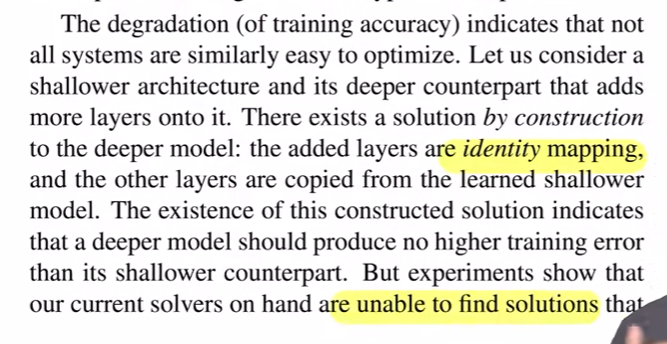 The degradation (of training accuracy) indicates that not
all systems are similarly easy to optimize. Let us consider a
shallower architecture and its deeper counterpart that adds
more layers onto it. There exists a solution by construction
to the deeper model: the added layers are identity mapping,
and the other layers are copied from the learned shallower
model. The existence of this constructed solution indicates
that a deeper model should produce no higher training error
than its shallower counterpart. But experiments show that
our current solvers on hand are unable to find solutions that